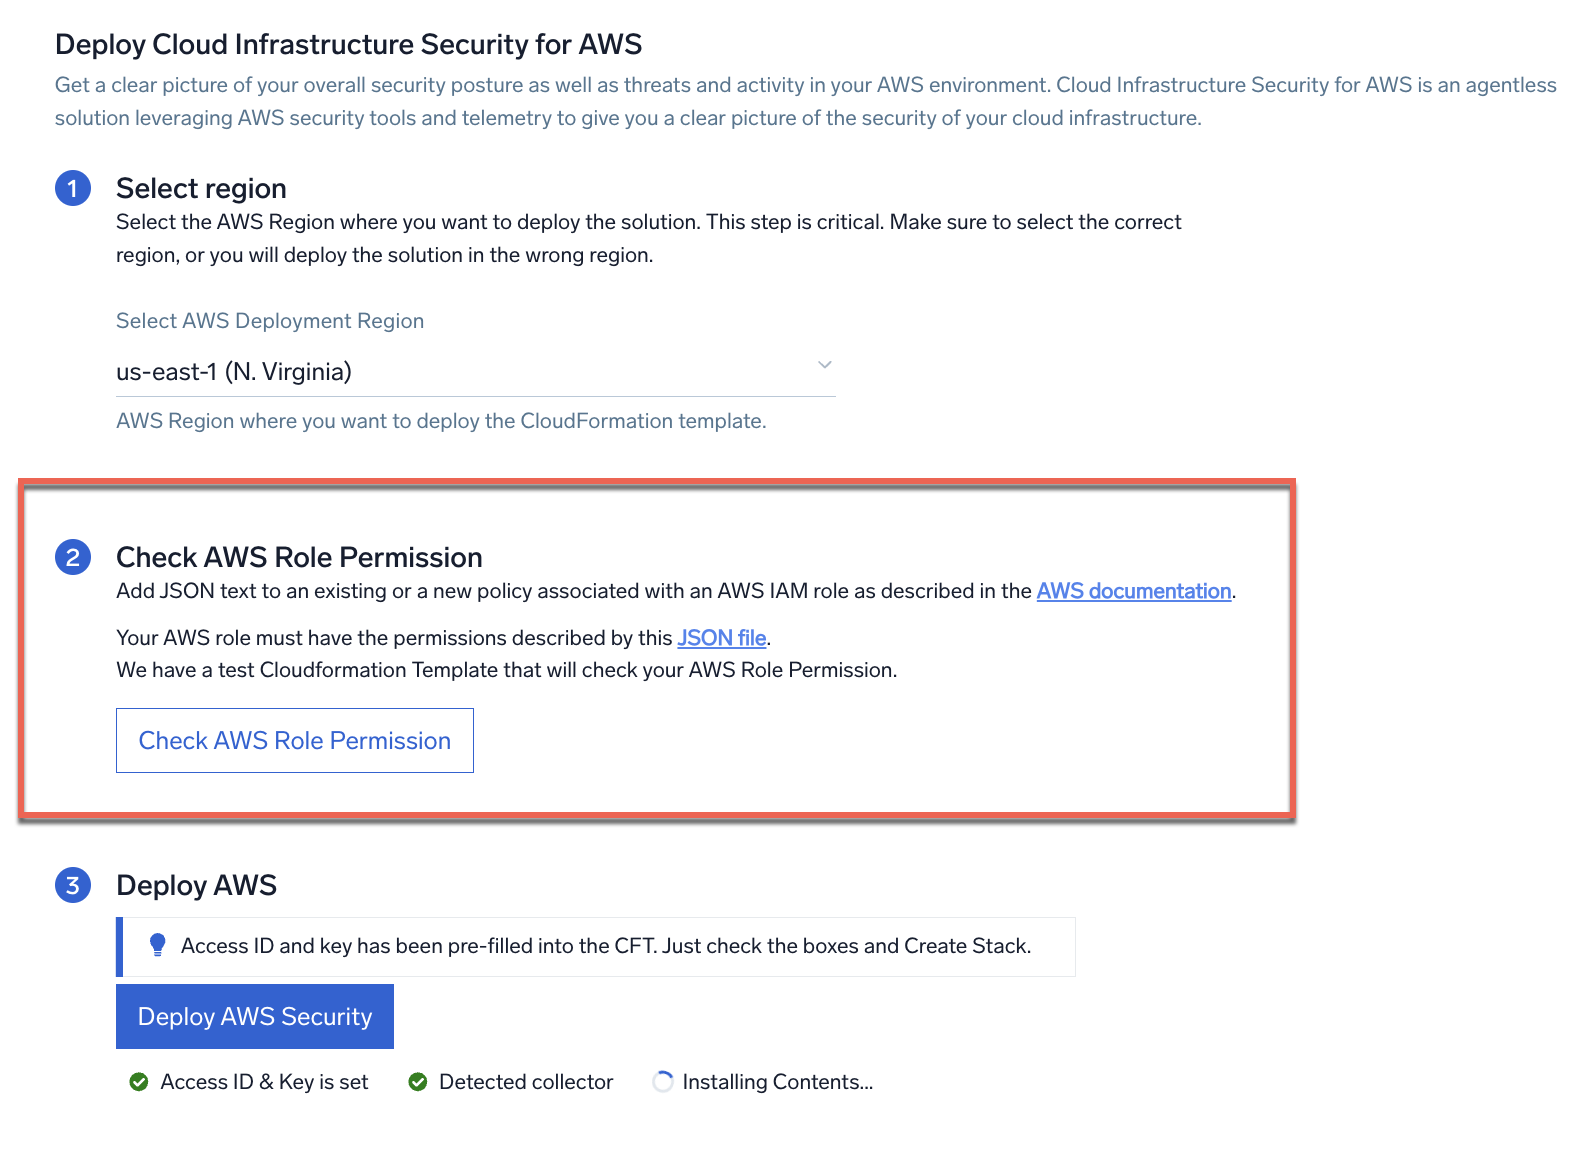 Deploy Cloud Infrastructure Security for AWS
Get a clear picture of your overall security posture as well as threats and activity in your AWS environment. Cloud Infrastructure Security for AWS is an agentless
solution leveraging AWS security tools and telemetry to give you a clear picture of the security of your cloud infrastructure.
1 Select region
Select the AWS Region where you want to deploy the solution. This step is critical. Make sure to select the correct
region, or you will deploy the solution in the wrong region.
Select AWS Deployment Region
us-east-1 (N. Virginia)
AWS Region where you want to deploy the CloudFormation template.
2 Check AWS Role Permission
Add JSON text to an existing or a new policy associated with an AWS IAM role as described in the AWS documentation.
Your AWS role must have the permissions described by this JSON file.
We have a test Cloudformation Template that will check your AWS Role Permission.
Check AWS Role Permission
3 Deploy AWS
Access ID and key has been pre-filled into the CFT. Just check the boxes and Create Stack.
Deploy AWS Security
Access ID & Key is set Detected collector Installing Contents...